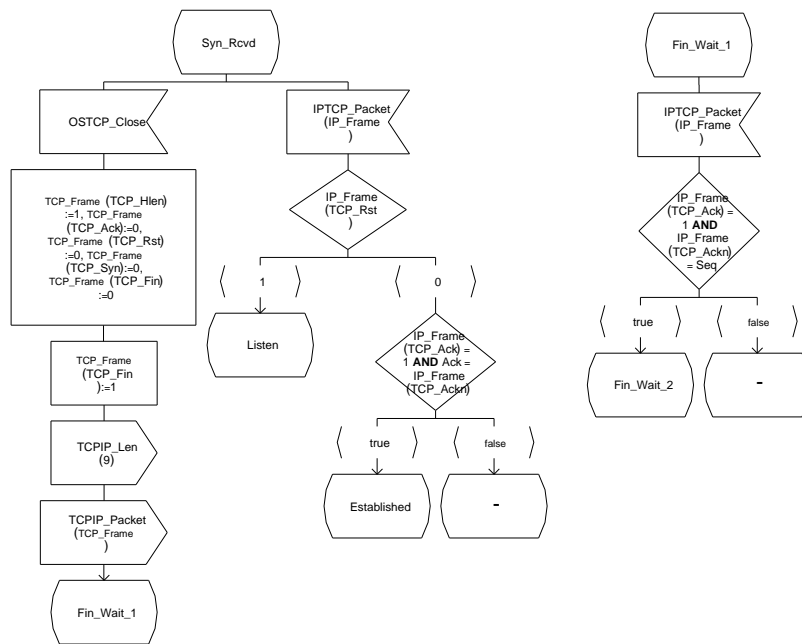 Syn_Rcvd
OSTCP_Close
TCP_Frame (TCP_Hlen)
:=1, TCP_Frame
(TCP_Ack):=0,
TCP_Frame (TCP_Rst)
:=0, TCP_Frame
(TCP_Syn):=0,
TCP_Frame (TCP_Fin)
:=0
TCP_Frame
(TCP_Fin
):=1
TCPIP_Len
(9)
TCPIP_Packet
(TCP_Frame
)
Fin_Wait_1
IPTCP_Packet
(IP_Frame
)
IP_Frame
(TCP_Rst
)
1
0
Listen
IP_Frame
(TCP_Ack) =
1 AND Ack =
IP_Frame
(TCP_Ackn)
true
false
Established
-
Fin_Wait_1
IPTCP_Packet
(IP_Frame
)
IP_Frame
(TCP_Ack) =
1 AND
IP_Frame
(TCP_Ackn)
= Seq
true
false
Fin_Wait_2
-